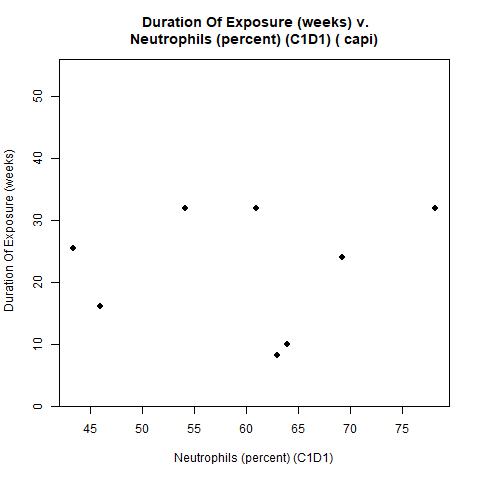 Duration Of Exposure (weeks) v.
Neutrophils (percent) (C1D1) ( capi)
Duration Of Exposure (weeks)
50
40
30
20
10
0
45 50 55 60 65 70 75
Neutrophils (percent) (C1D1)